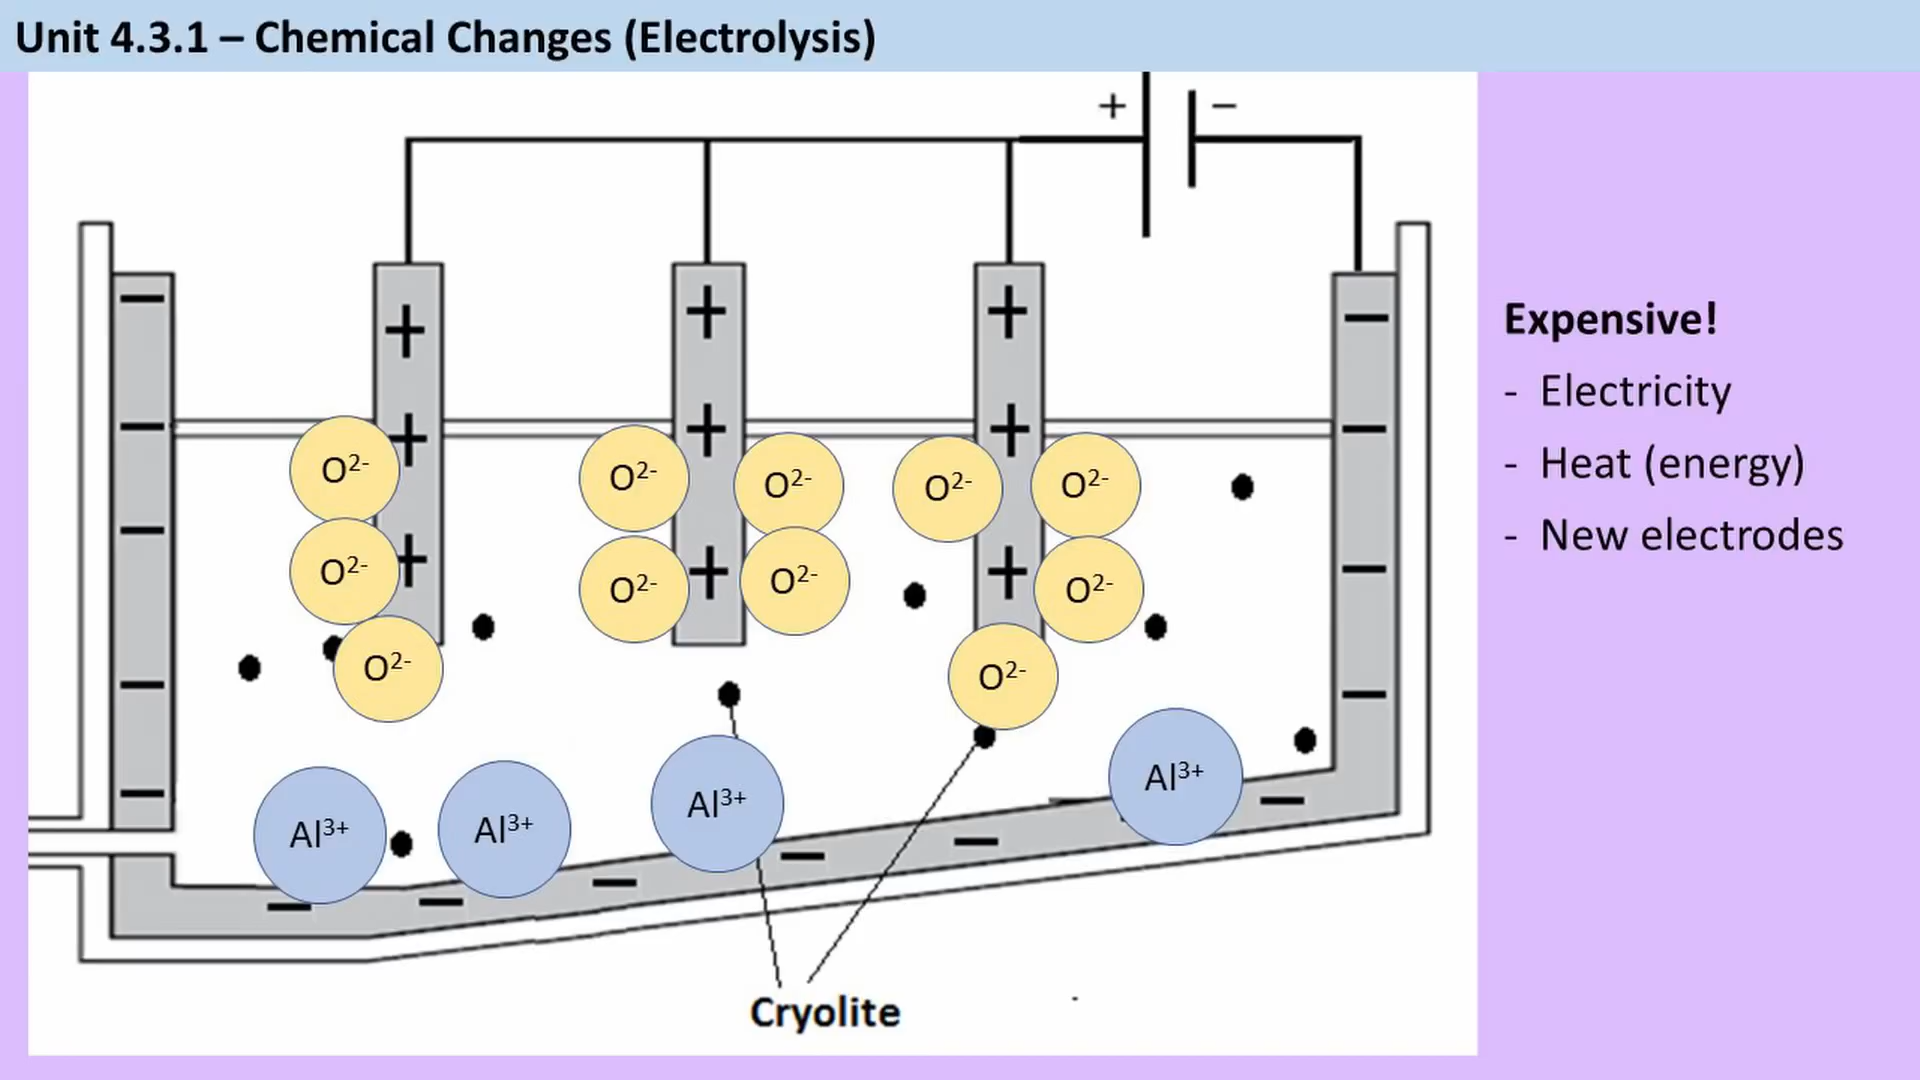 Unit 4.3.1 – Chemical Changes (Electrolysis)
+ −
+ + +
+ + +
+ + +
O2- O2- O2- O2- O2-
O2- O2- O2- O2-
O2- O2-
Al3+ Al3+ Al3+ Al3+
Cryolite
Expensive!
- Electricity
- Heat (energy)
- New electrodes